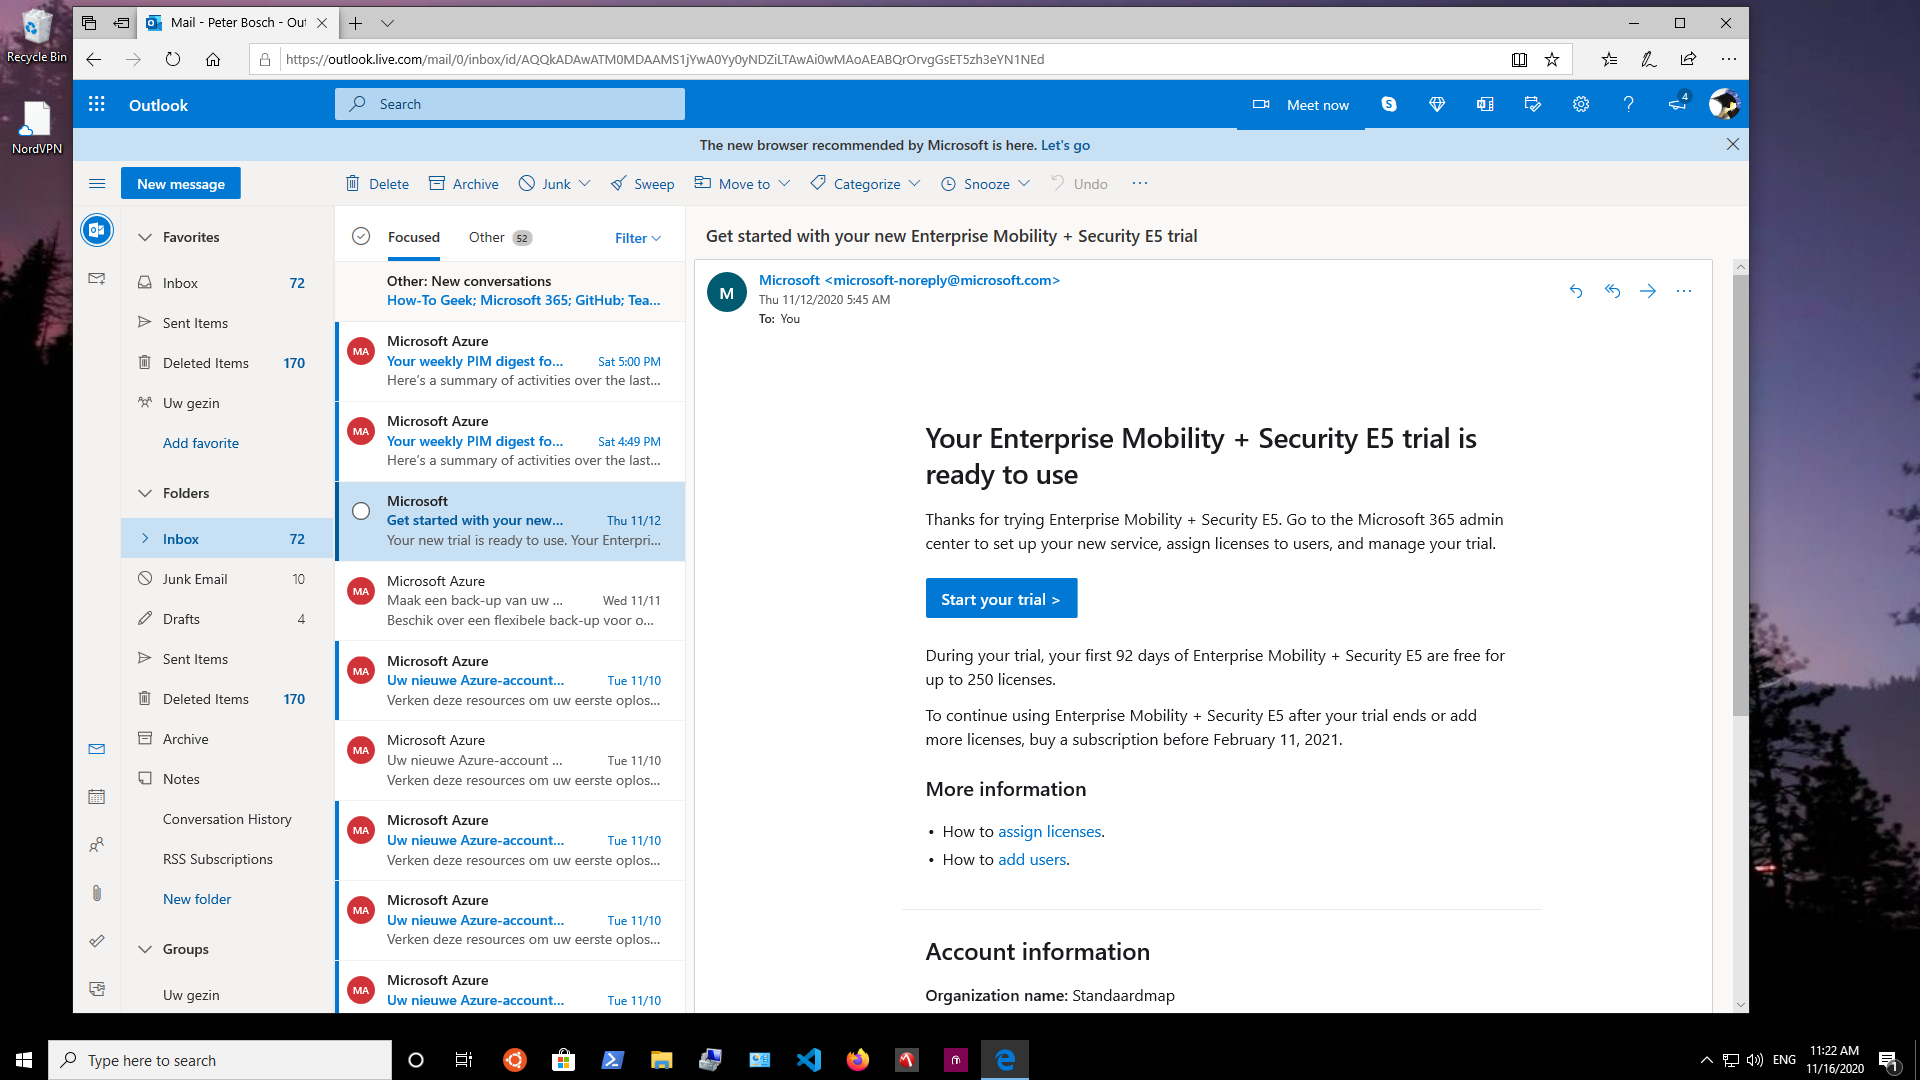 Recycle Bin
NordVPN
Mail - Peter Bosch - Out
https://outlook.live.com/mail/0/inbox/id/AQQkADAwATM0MDAAMS1jYwA0Yy0yNDZiLTAwAi0wMAoAEABQrOrvgGsET5zh3eYN1NEd
Outlook
Search
Meet now
4
The new browser recommended by Microsoft is here. Let's go
New message
Delete
Archive
Junk
Sweep
Move to
Categorize
Snooze
Undo
Favorites
Inbox 72
Sent Items
Deleted Items 170
Uw gezin
Add favorite
Folders
Inbox 72
Junk Email 10
Drafts 4
Sent Items
Deleted Items 170
Archive
Notes
Conversation History
RSS Subscriptions
New folder
Groups
Uw gezin
Focused
Other 52
Filter
Other: New conversations
How-To Geek; Microsoft 365; GitHub; Tea...
MA
Microsoft Azure
Your weekly PIM digest fo... Sat 5:00 PM
Here's a summary of activities over the last...
MA
Microsoft Azure
Your weekly PIM digest fo... Sat 4:49 PM
Here's a summary of activities over the last...
Microsoft
Get started with your new... Thu 11/12
Your new trial is ready to use. Your Enterpri...
MA
Microsoft Azure
Maak een back-up van uw ... Wed 11/11
Beschik over een flexibele back-up voor o...
MA
Microsoft Azure
Uw nieuwe Azure-account... Tue 11/10
Verken deze resources om uw eerste oplos...
MA
Microsoft Azure
Uw nieuwe Azure-account ... Tue 11/10
Verken deze resources om uw eerste oplos...
MA
Microsoft Azure
Uw nieuwe Azure-account... Tue 11/10
Verken deze resources om uw eerste oplos...
MA
Microsoft Azure
Uw nieuwe Azure-account... Tue 11/10
Verken deze resources om uw eerste oplos...
MA
Microsoft Azure
Uw nieuwe Azure-account... Tue 11/10
Get started with your new Enterprise Mobility + Security E5 trial
M
Microsoft <microsoft-noreply@microsoft.com>
Thu 11/12/2020 5:45 AM
To: You
Your Enterprise Mobility + Security E5 trial is
ready to use
Thanks for trying Enterprise Mobility + Security E5. Go to the Microsoft 365 admin
center to set up your new service, assign licenses to users, and manage your trial.
Start your trial >
During your trial, your first 92 days of Enterprise Mobility + Security E5 are free for
up to 250 licenses.
To continue using Enterprise Mobility + Security E5 after your trial ends or add
more licenses, buy a subscription before February 11, 2021.
More information
• How to assign licenses.
• How to add users.
Account information
Organization name: Standaardmap
Type here to search
ENG
11:22 AM
11/16/2020
1